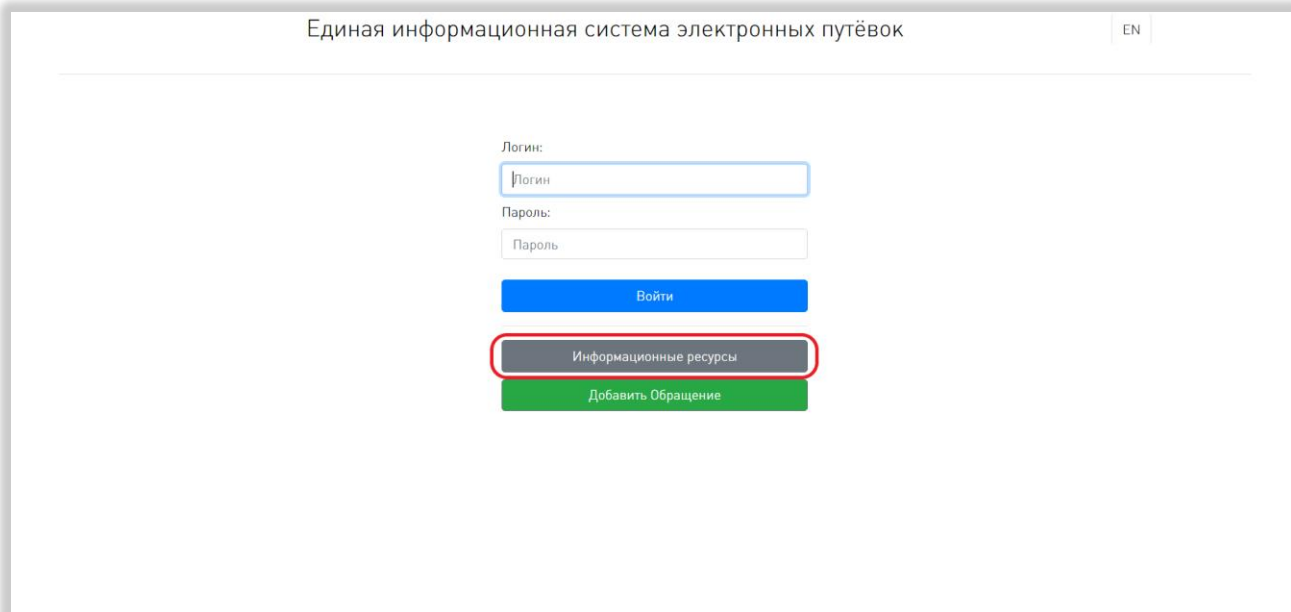 Единая информационная система электронных путёвок
EN
Логин:
Логин
Пароль:
Пароль
Войти
Информационные ресурсы
Добавить Обращение